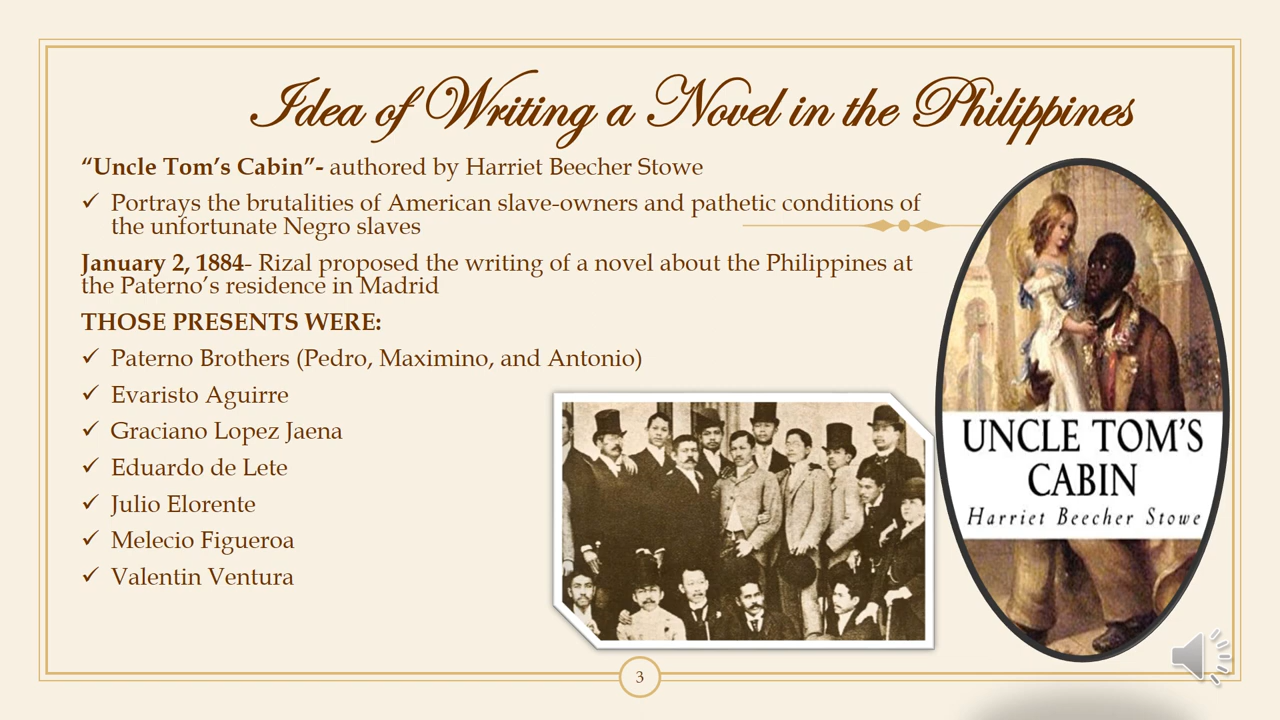 Idea of Writing a Novel in the Philippines
“Uncle Tom’s Cabin”- authored by Harriet Beecher Stowe
✓ Portrays the brutalities of American slave-owners and pathetic conditions of
the unfortunate Negro slaves
January 2, 1884- Rizal proposed the writing of a novel about the Philippines at
the Paterno’s residence in Madrid
THOSE PRESENTS WERE:
✓ Paterno Brothers (Pedro, Maximino, and Antonio)
✓ Evaristo Aguirre
✓ Graciano Lopez Jaena
✓ Eduardo de Lete
✓ Julio Elorente
✓ Melecio Figueroa
✓ Valentin Ventura
UNCLE TOM’S
CABIN
Harriet Beecher Stowe
3